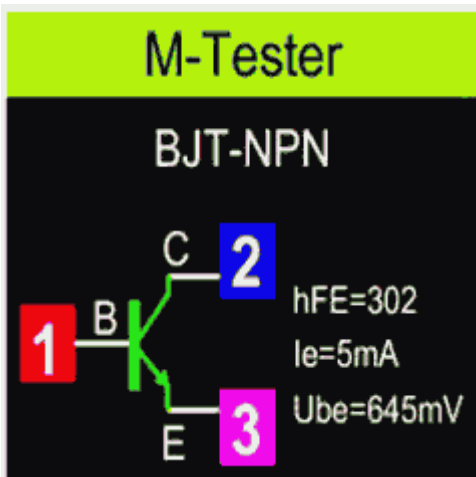 M-Tester
BJT-NPN
C
2
hFE=302
1
B
Ie=5mA
Ube=645mV
E
3